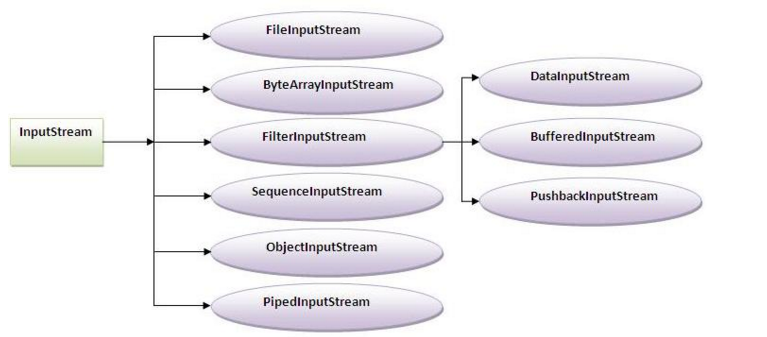 InputStream
FileInputStream
ByteArrayInputStream
FilterInputStream
SequenceInputStream
ObjectInputStream
PipedInputStream
DataInputStream
BufferedInputStream
PushbackInputStream